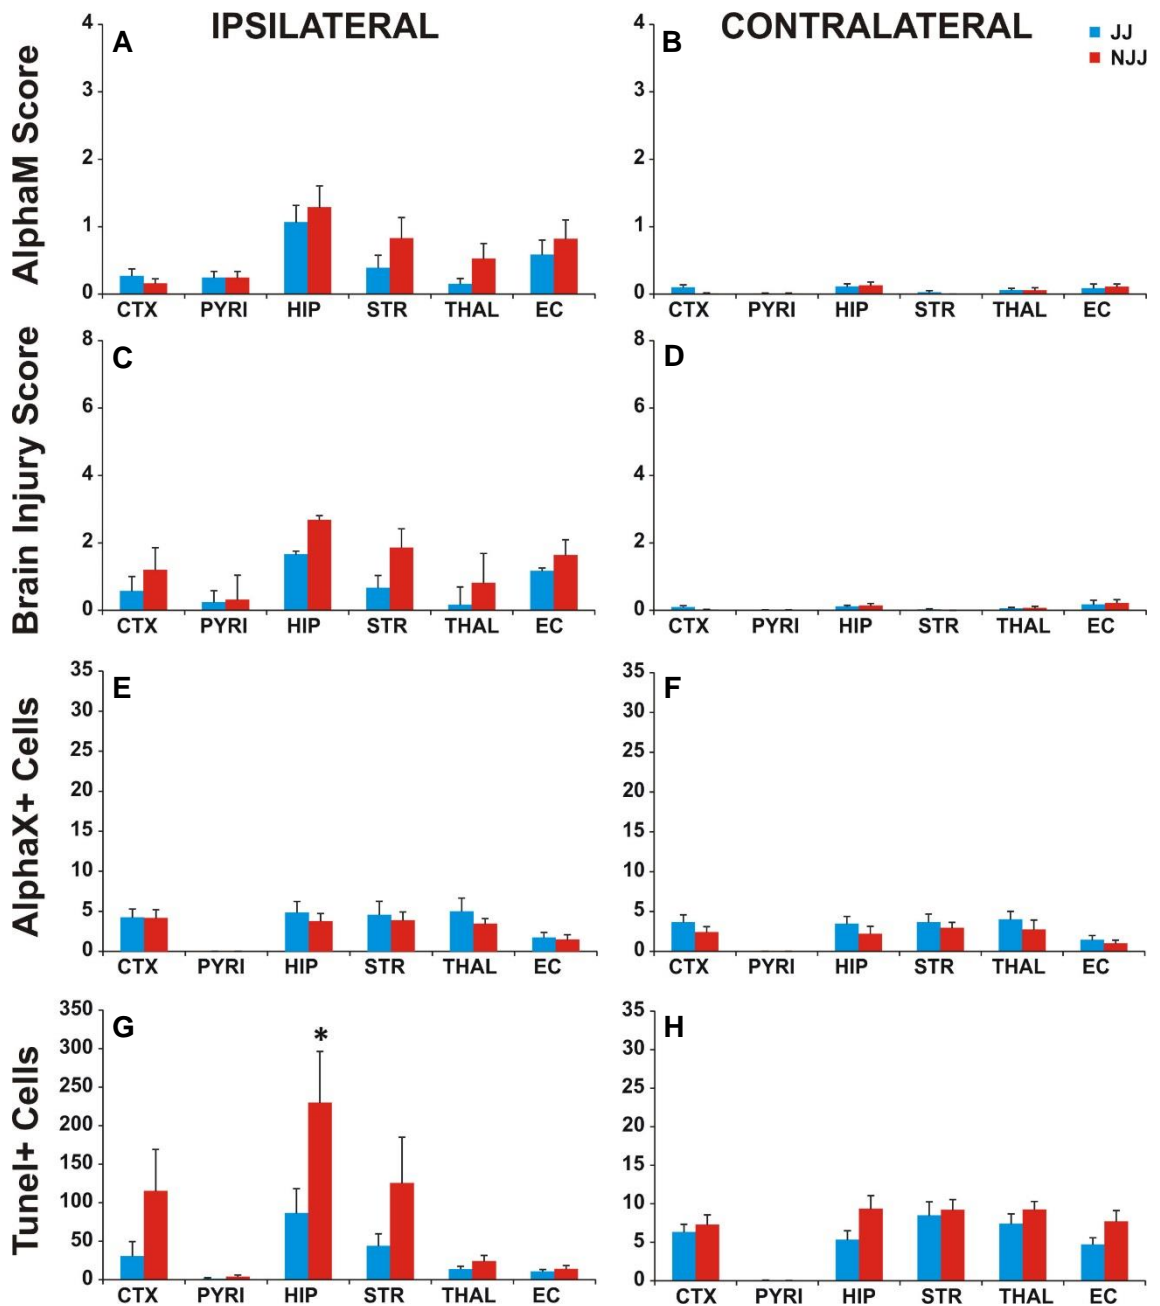 IPSILATERAL
CONTRALATERAL
JJ
NJJ
AlphaM Score
A
4
3
2
1
0
CTX PYRI HIP STR THAL EC
B
4
3
2
1
0
CTX PYRI HIP STR THAL EC
Brain Injury Score
C
8
6
4
2
0
CTX PYRI HIP STR THAL EC
D
8
6
4
2
0
CTX PYRI HIP STR THAL EC
AlphaX+ Cells
E
35
30
25
20
15
10
5
0
CTX PYRI HIP STR THAL EC
F
35
30
25
20
15
10
5
0
CTX PYRI HIP STR THAL EC
Tunel+ Cells
G
350
300
250
200
150
100
50
0
*
CTX PYRI HIP STR THAL EC
H
35
30
25
20
15
10
5
0
CTX PYRI HIP STR THAL EC